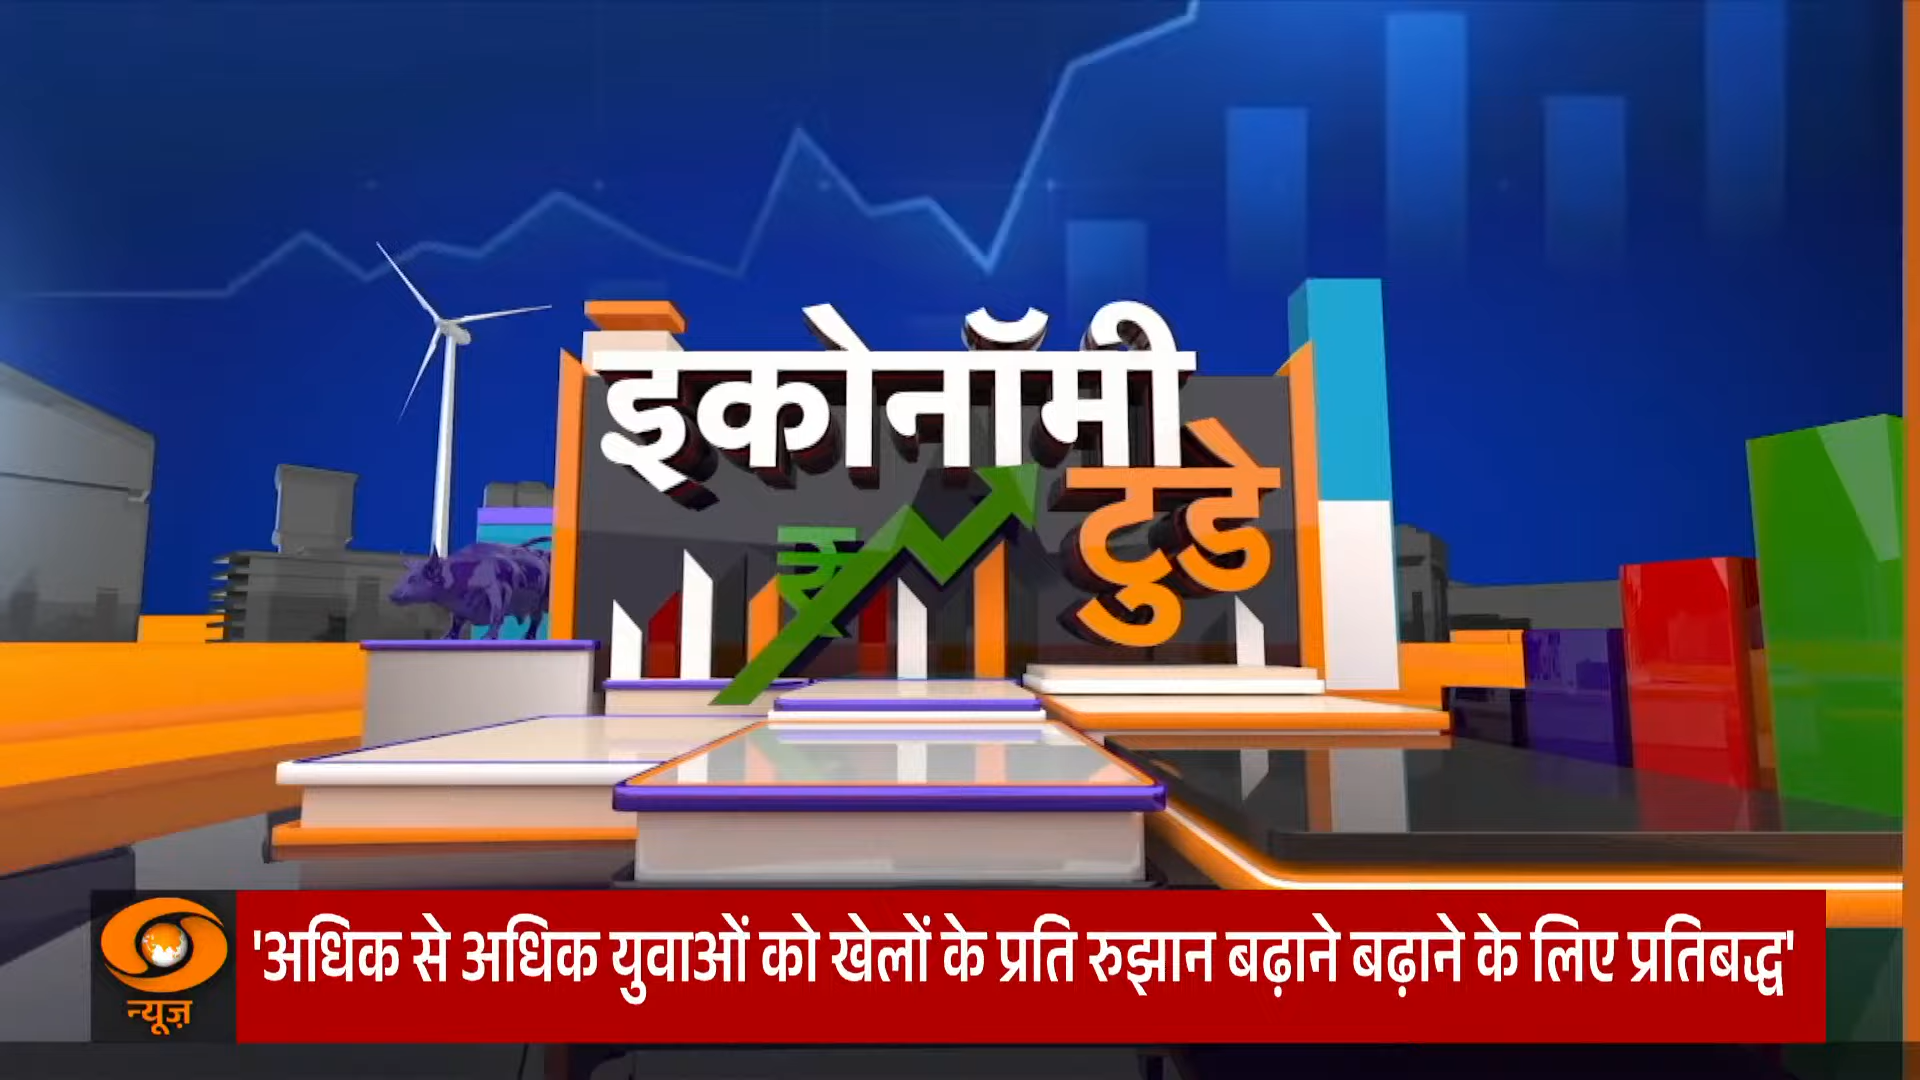 इकोनॉमी
टुडे
₹
'अधिक से अधिक युवाओं को खेलों के प्रति रुझान बढ़ाने बढ़ाने के लिए प्रतिबद्ध'
न्यूज़